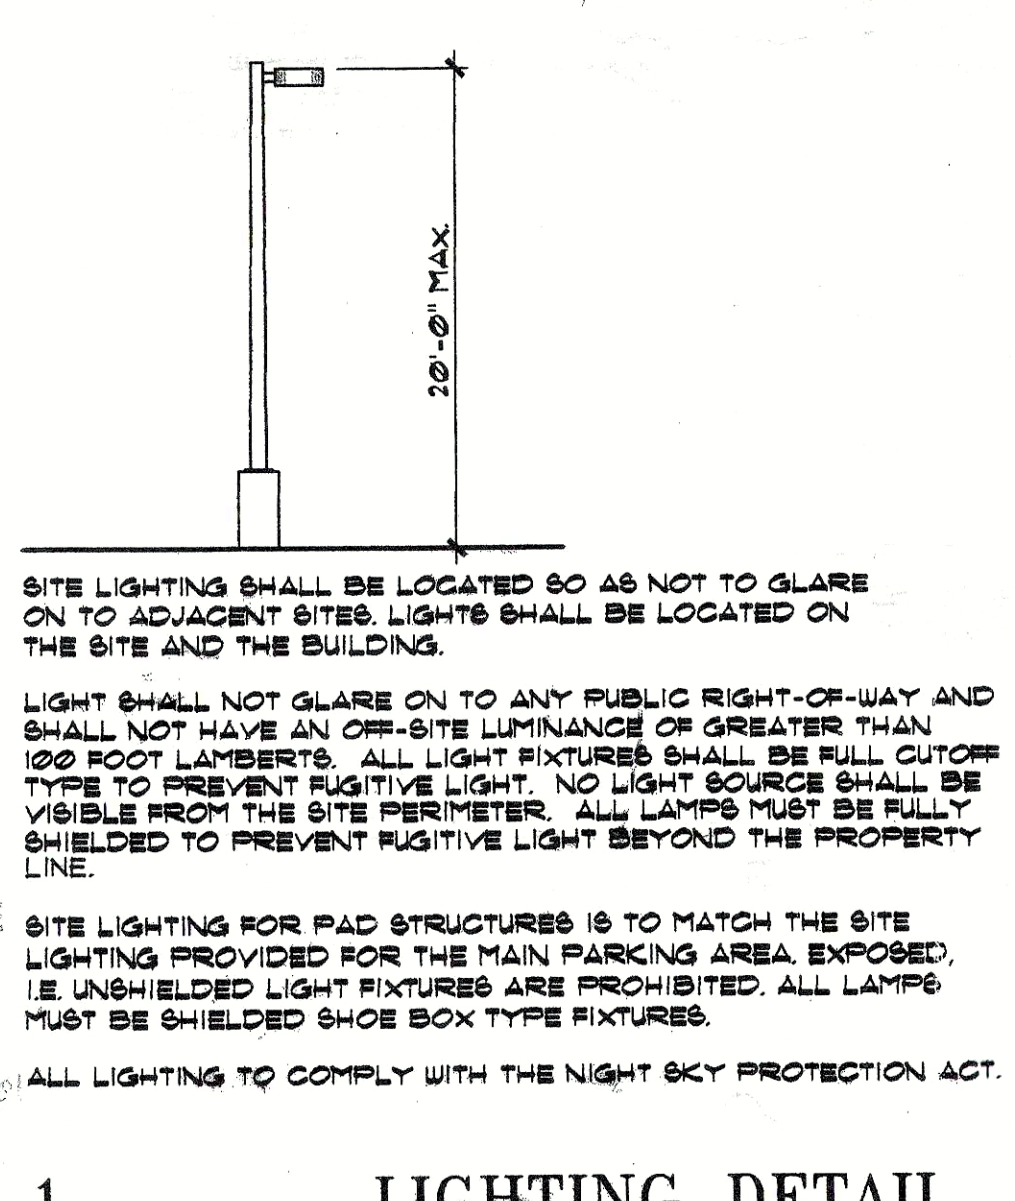 20'-0" MAX.
SITE LIGHTING SHALL BE LOCATED SO AS NOT TO GLARE
ON TO ADJACENT SITES. LIGHTS SHALL BE LOCATED ON
THE SITE AND THE BUILDING.
LIGHT SHALL NOT GLARE ON TO ANY PUBLIC RIGHT-OF-WAY AND
SHALL NOT HAVE AN OFF-SITE LUMINANCE OF GREATER THAN
100 FOOT LAMBERTS. ALL LIGHT FIXTURES SHALL BE FULL CUTOFF
TYPE TO PREVENT FUGITIVE LIGHT. NO LIGHT SOURCE SHALL BE
VISIBLE FROM THE SITE PERIMETER. ALL LAMPS MUST BE FULLY
SHIELDED TO PREVENT FUGITIVE LIGHT BEYOND THE PROPERTY
LINE.
SITE LIGHTING FOR PAD STRUCTURES IS TO MATCH THE SITE
LIGHTING PROVIDED FOR THE MAIN PARKING AREA. EXPOSED,
I.E. UNSHIELDED LIGHT FIXTURES ARE PROHIBITED. ALL LAMPS
MUST BE SHIELDED SHOE BOX TYPE FIXTURES.
ALL LIGHTING TO COMPLY WITH THE NIGHT SKY PROTECTION ACT.
1 LIGHTING DETAIL